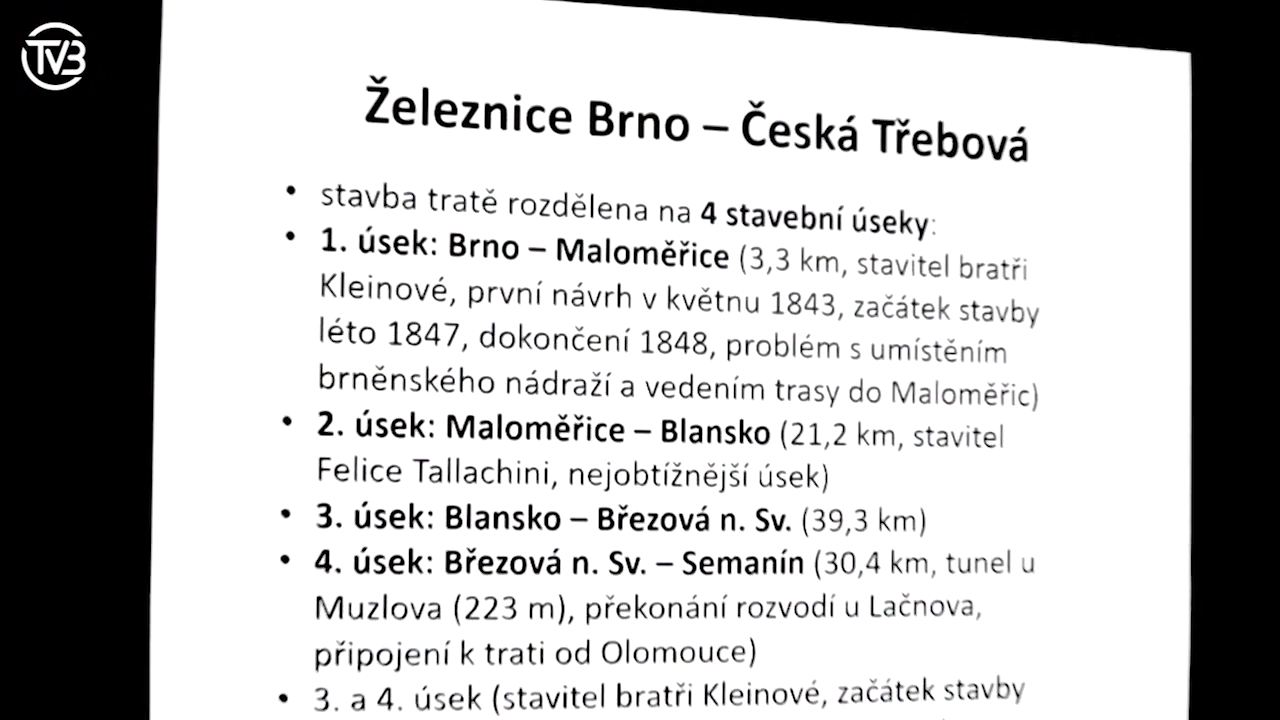 TVB
Železnice Brno – Česká Třebová
• stavba tratě rozdělena na 4 stavební úseky:
• 1. úsek: Brno – Maloměřice (3,3 km, stavitel bratři
Kleinové, první návrh v květnu 1843, začátek stavby
léto 1847, dokončení 1848, problém s umístěním
brněnského nádraží a vedením trasy do Maloměřic)
• 2. úsek: Maloměřice – Blansko (21,2 km, stavitel
Felice Tallachini, nejobtížnější úsek)
• 3. úsek: Blansko – Březová n. Sv. (39,3 km)
• 4. úsek: Březová n. Sv. – Semanín (30,4 km, tunel u
Muzlova (223 m), překonání rozvodí u Lačnova,
připojení k trati od Olomouce)
• 3. a 4. úsek (stavitel bratři Kleinové, začátek stavby